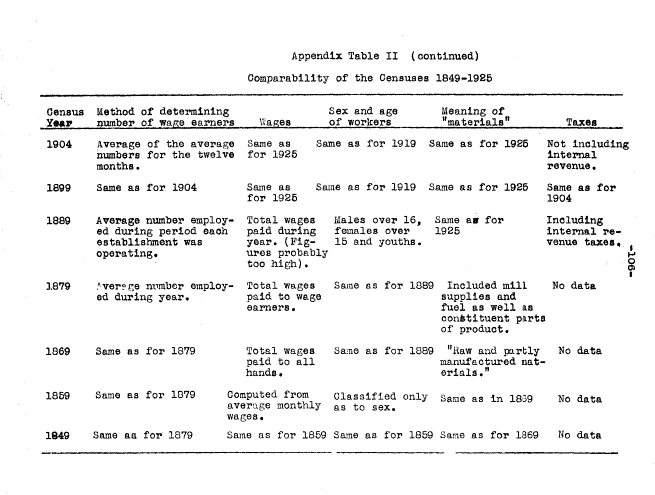 Appendix Table II (continued)
Comparability of the Censuses 1849-1925
Census Method of determining Sex and age Meaning of
Year number of wage earners Wages of workers "materials" Taxes
1904 Average of the average Same as Same as for 1919 Same as for 1925 Not including
numbers for the twelve for 1925 internal
months. revenue.
1899 Same as for 1904 Same as Same as for 1919 Same as for 1925 Same as for
for 1925 1904
1889 Average number employ- Total wages Males over 16, Same as for Including
ed during period each paid during females over 1925 internal re-
establishment was year. (Fig- 15 and youths. venue taxes.
operating. ures probably
too high).
-106-
1879 Average number employ- Total wages Same as for 1889 Included mill No data
ed during year. paid to wage supplies and
earners. fuel as well as
constituent parts
of product.
1869 Same as for 1879 Total wages Same as for 1889 "Raw and partly No data
paid to all manufactured mat-
hands. erials."
1859 Same as for 1879 Computed from Classified only Same as in 1869 No data
average monthly as to sex.
wages.
1849 Same as for 1879 Same as for 1859 Same as for 1859 Same as for 1869 No data